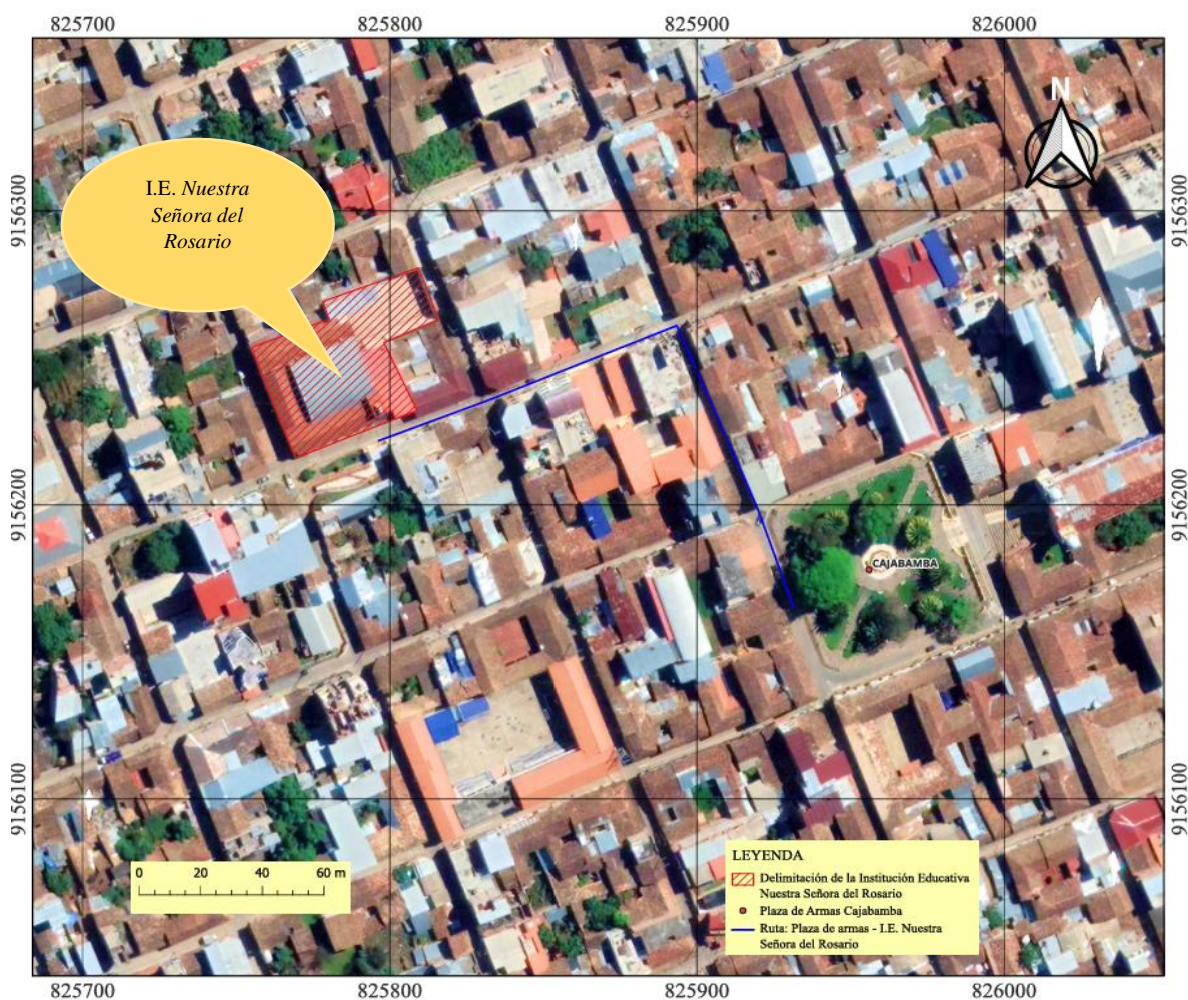 825700 825800 825900 826000
N
I.E. Nuestra
Señora del
Rosario
9156300 9156300
9156200 9156200
CAJABAMBA
9156100 9156100
0 20 40 60 m
LEYENDA
Delimitación de la Institución Educativa
Nuestra Señora del Rosario
Plaza de Armas Cajabamba
Ruta: Plaza de armas - I.E. Nuestra
Señora del Rosario
825700 825800 825900 826000